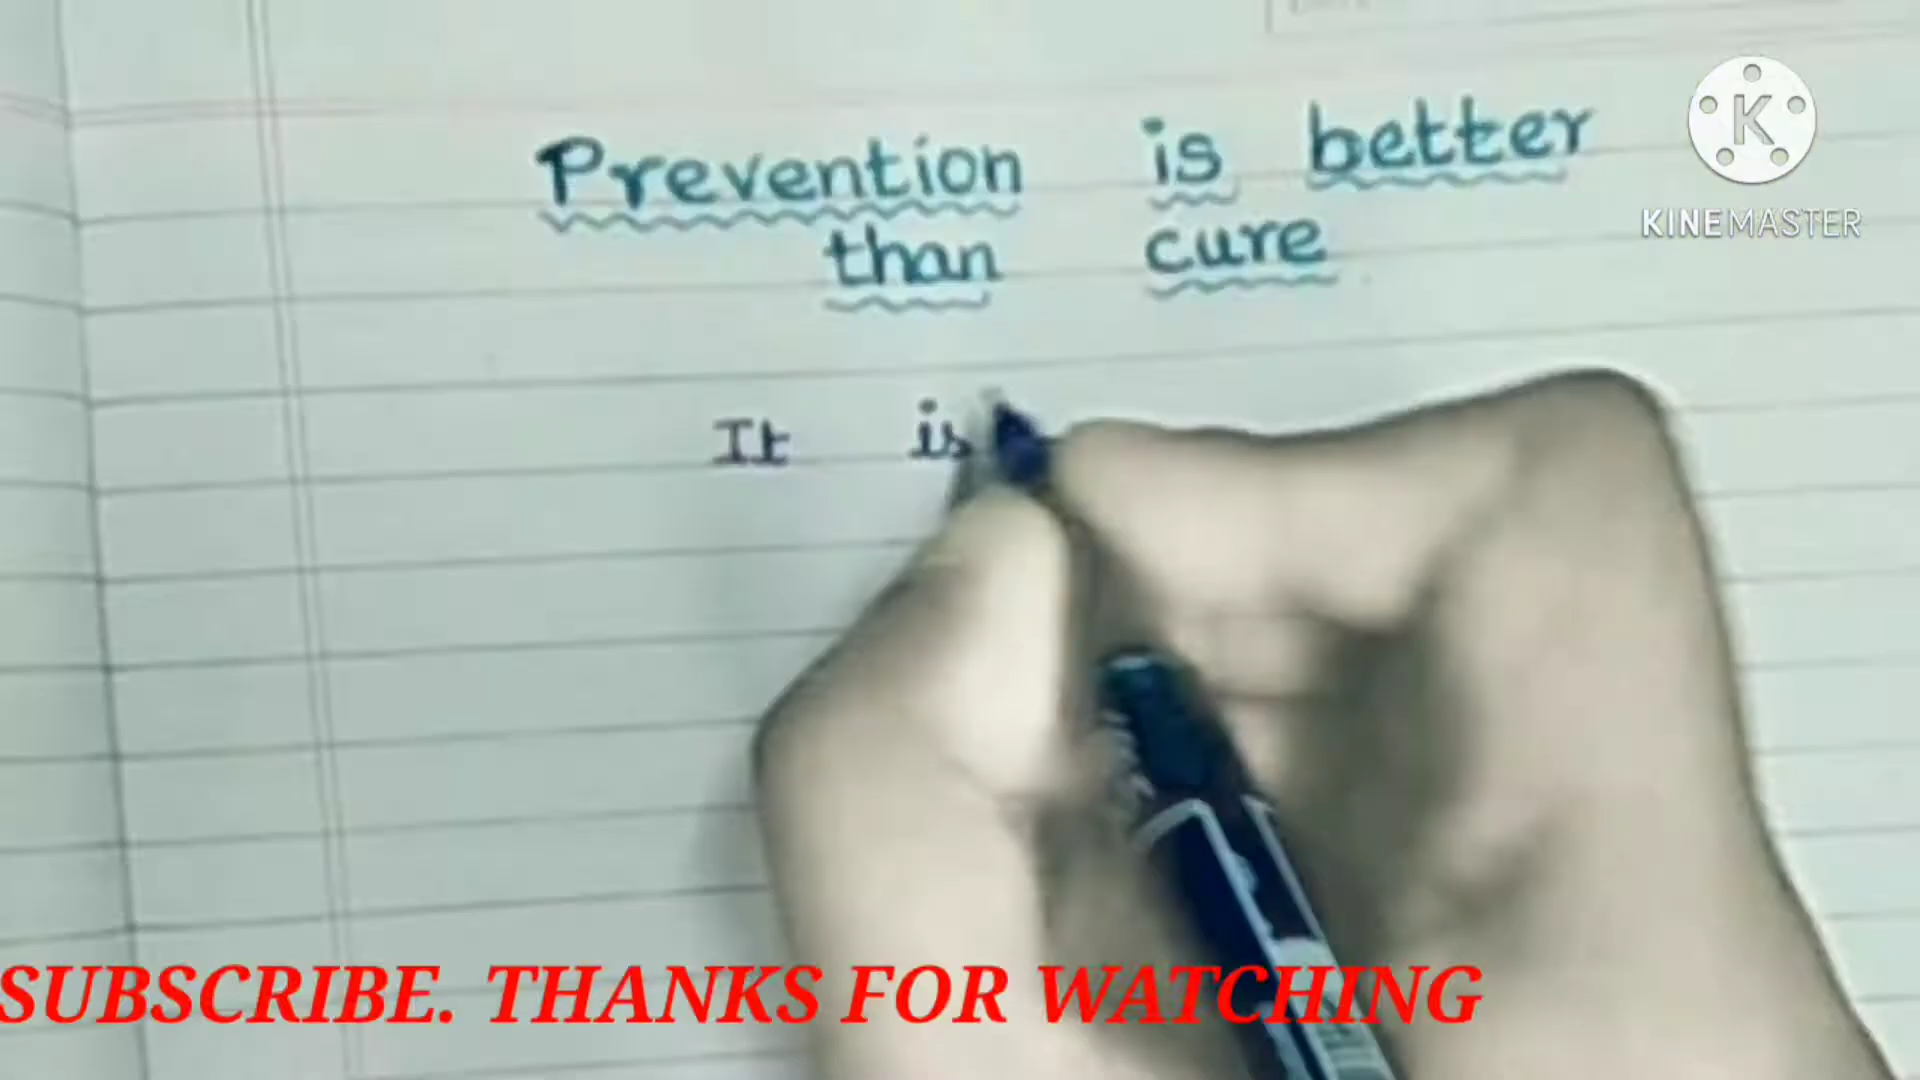 Prevention is better
than cure
It is
K
KINEMASTER
SUBSCRIBE. THANKS FOR WATCHING